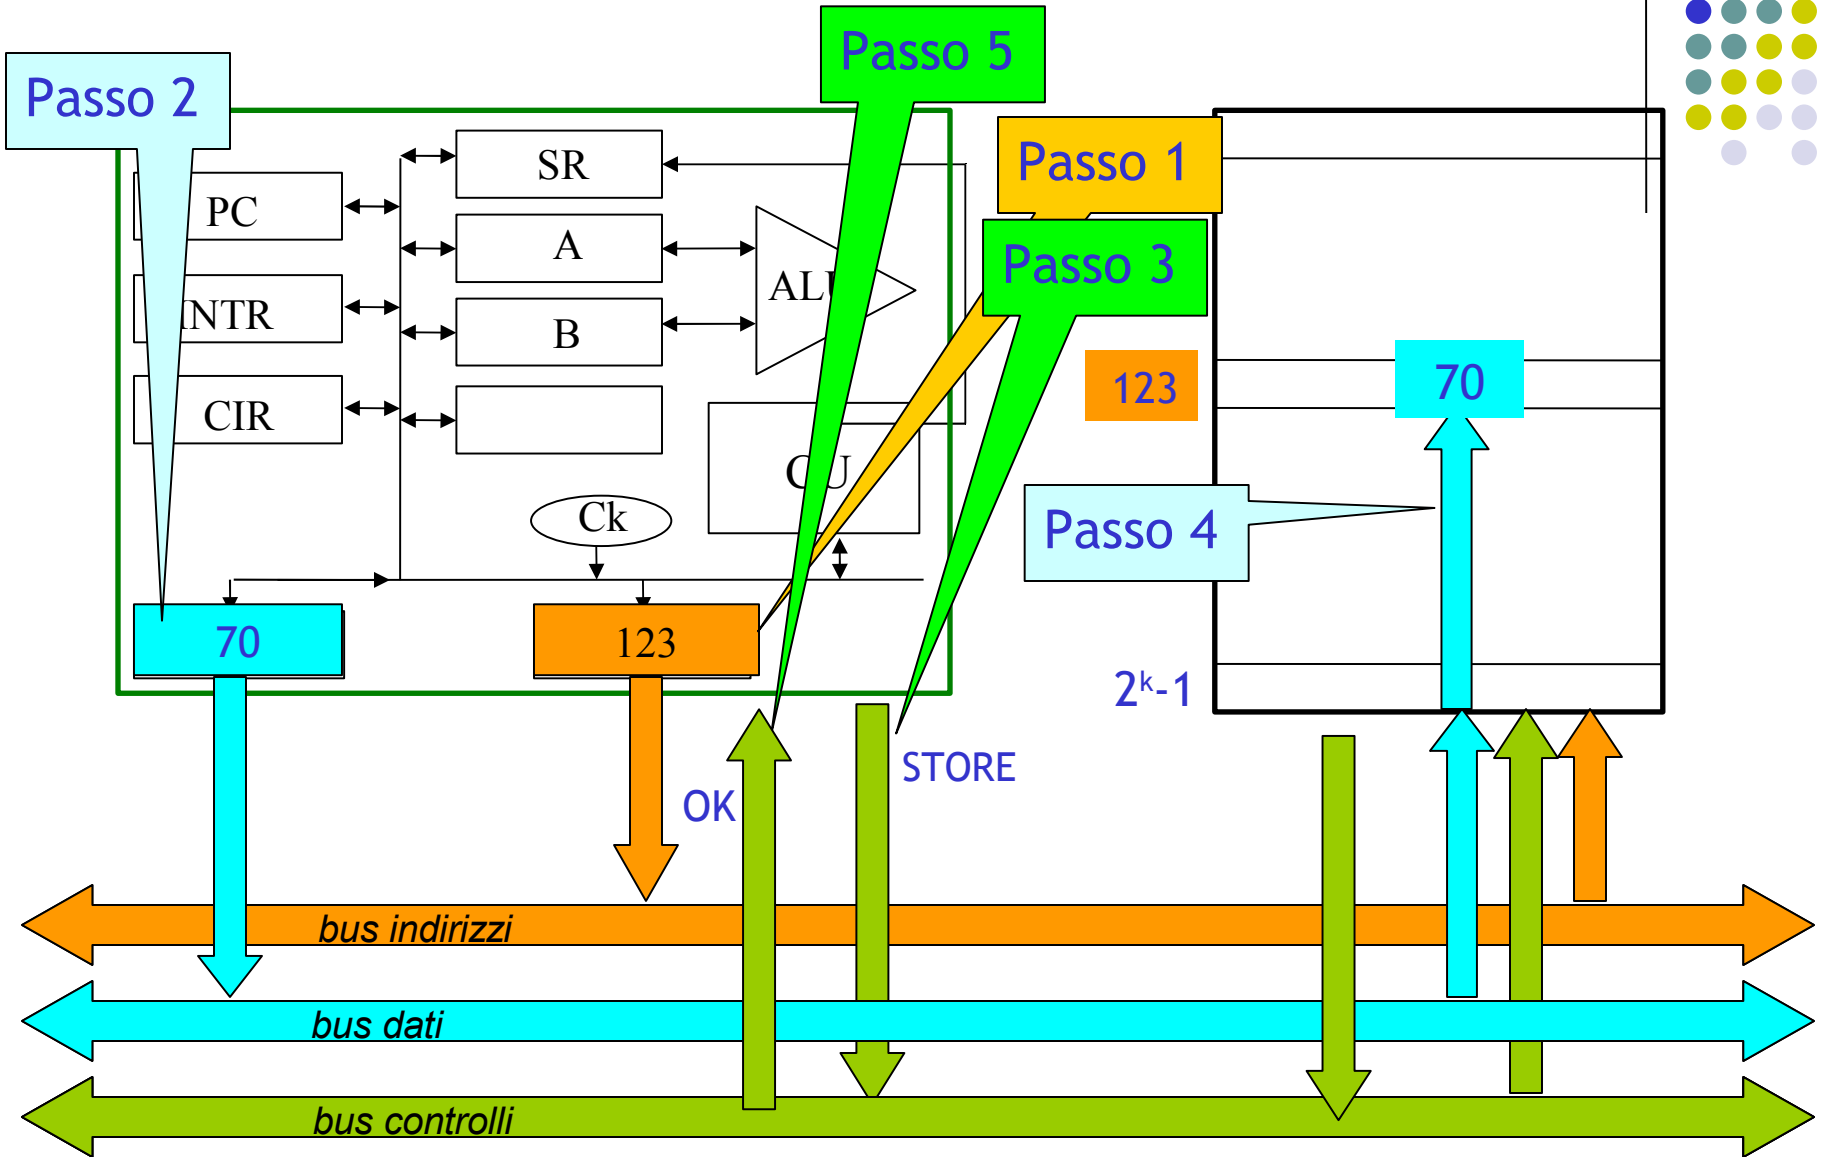 Passo 5
Passo 2
Passo 1
SR
PC
A
Passo 3
ALU
INTR
B
123
70
CIR
CU
Ck
Passo 4
70
123
2ᵏ-1
STORE
OK
bus indirizzi
bus dati
bus controlli